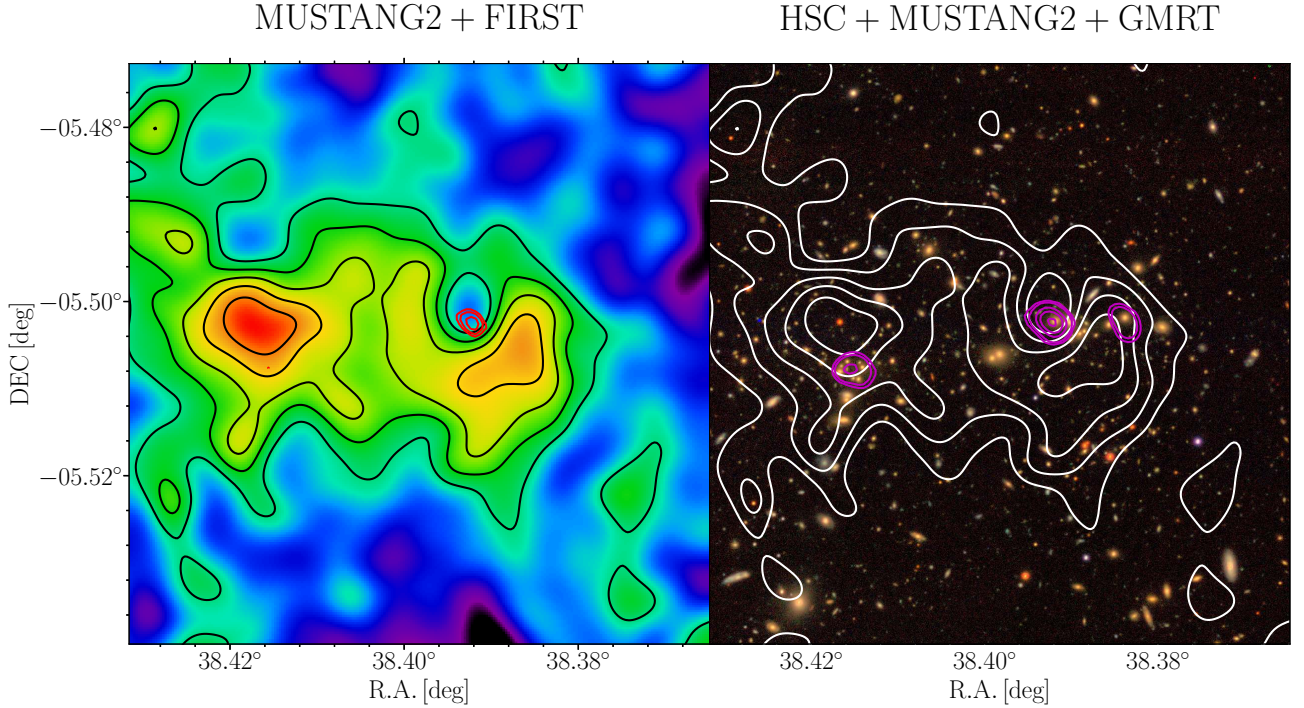 MUSTANG2 + FIRST
HSC + MUSTANG2 + GMRT
−05.48°
−05.50°
−05.52°
DEC [deg]
38.42°
38.40°
38.38°
38.42°
38.40°
38.38°
R.A. [deg]
R.A. [deg]